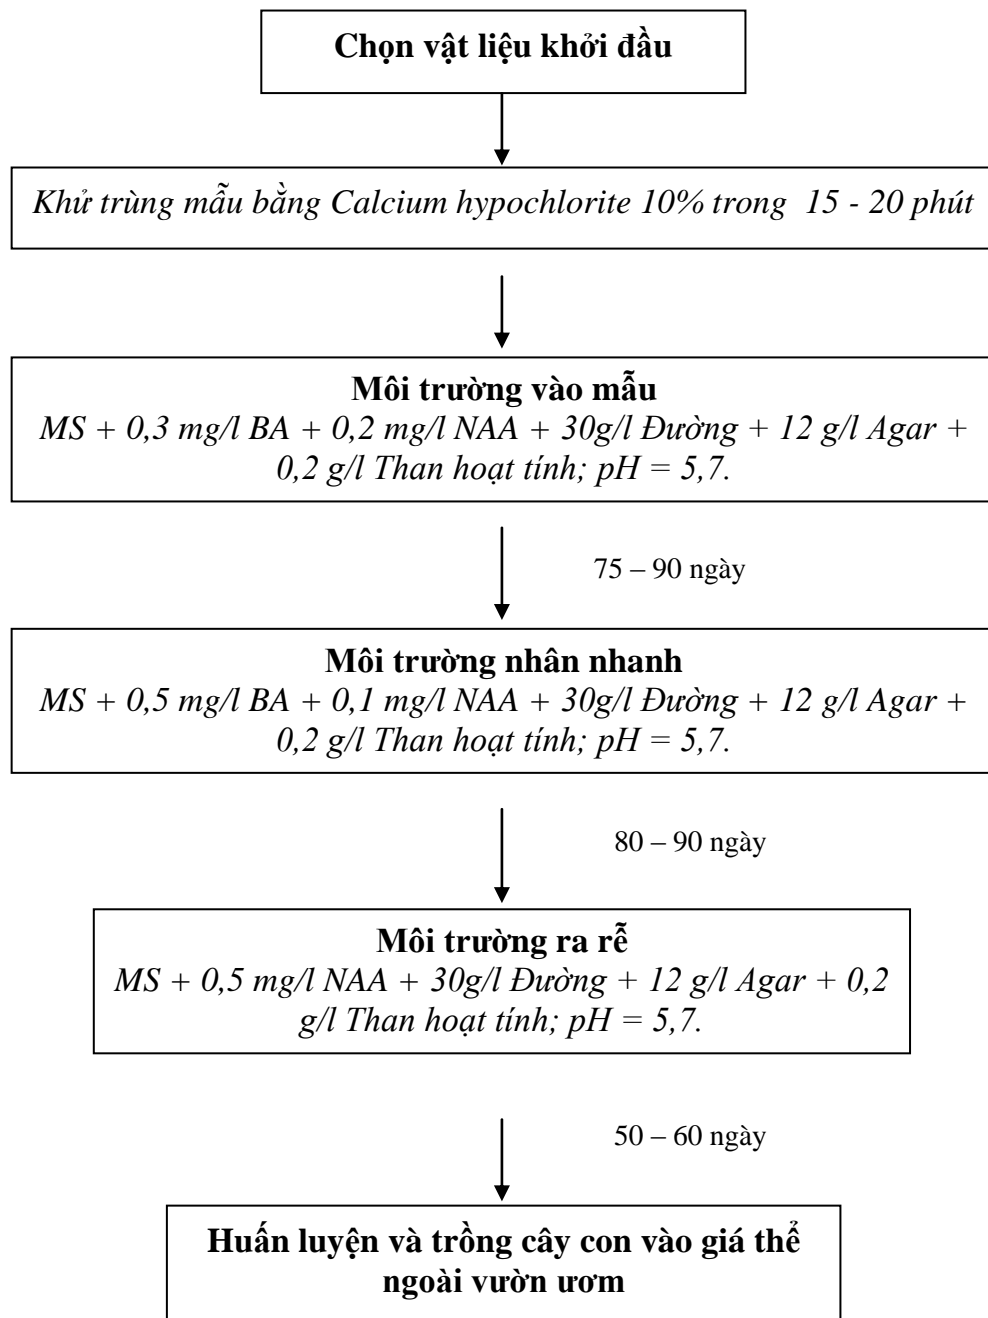 Chọn vật liệu khởi đầu
Khử trùng mẫu bằng Calcium hypochlorite 10% trong 15 - 20 phút
Môi trường vào mẫu
MS + 0,3 mg/l BA + 0,2 mg/l NAA + 30g/l Đường + 12 g/l Agar +
0,2 g/l Than hoạt tính; pH = 5,7.
75 – 90 ngày
Môi trường nhân nhanh
MS + 0,5 mg/l BA + 0,1 mg/l NAA + 30g/l Đường + 12 g/l Agar +
0,2 g/l Than hoạt tính; pH = 5,7.
80 – 90 ngày
Môi trường ra rễ
MS + 0,5 mg/l NAA + 30g/l Đường + 12 g/l Agar + 0,2
g/l Than hoạt tính; pH = 5,7.
50 – 60 ngày
Huấn luyện và trồng cây con vào giá thể
ngoài vườn ươm